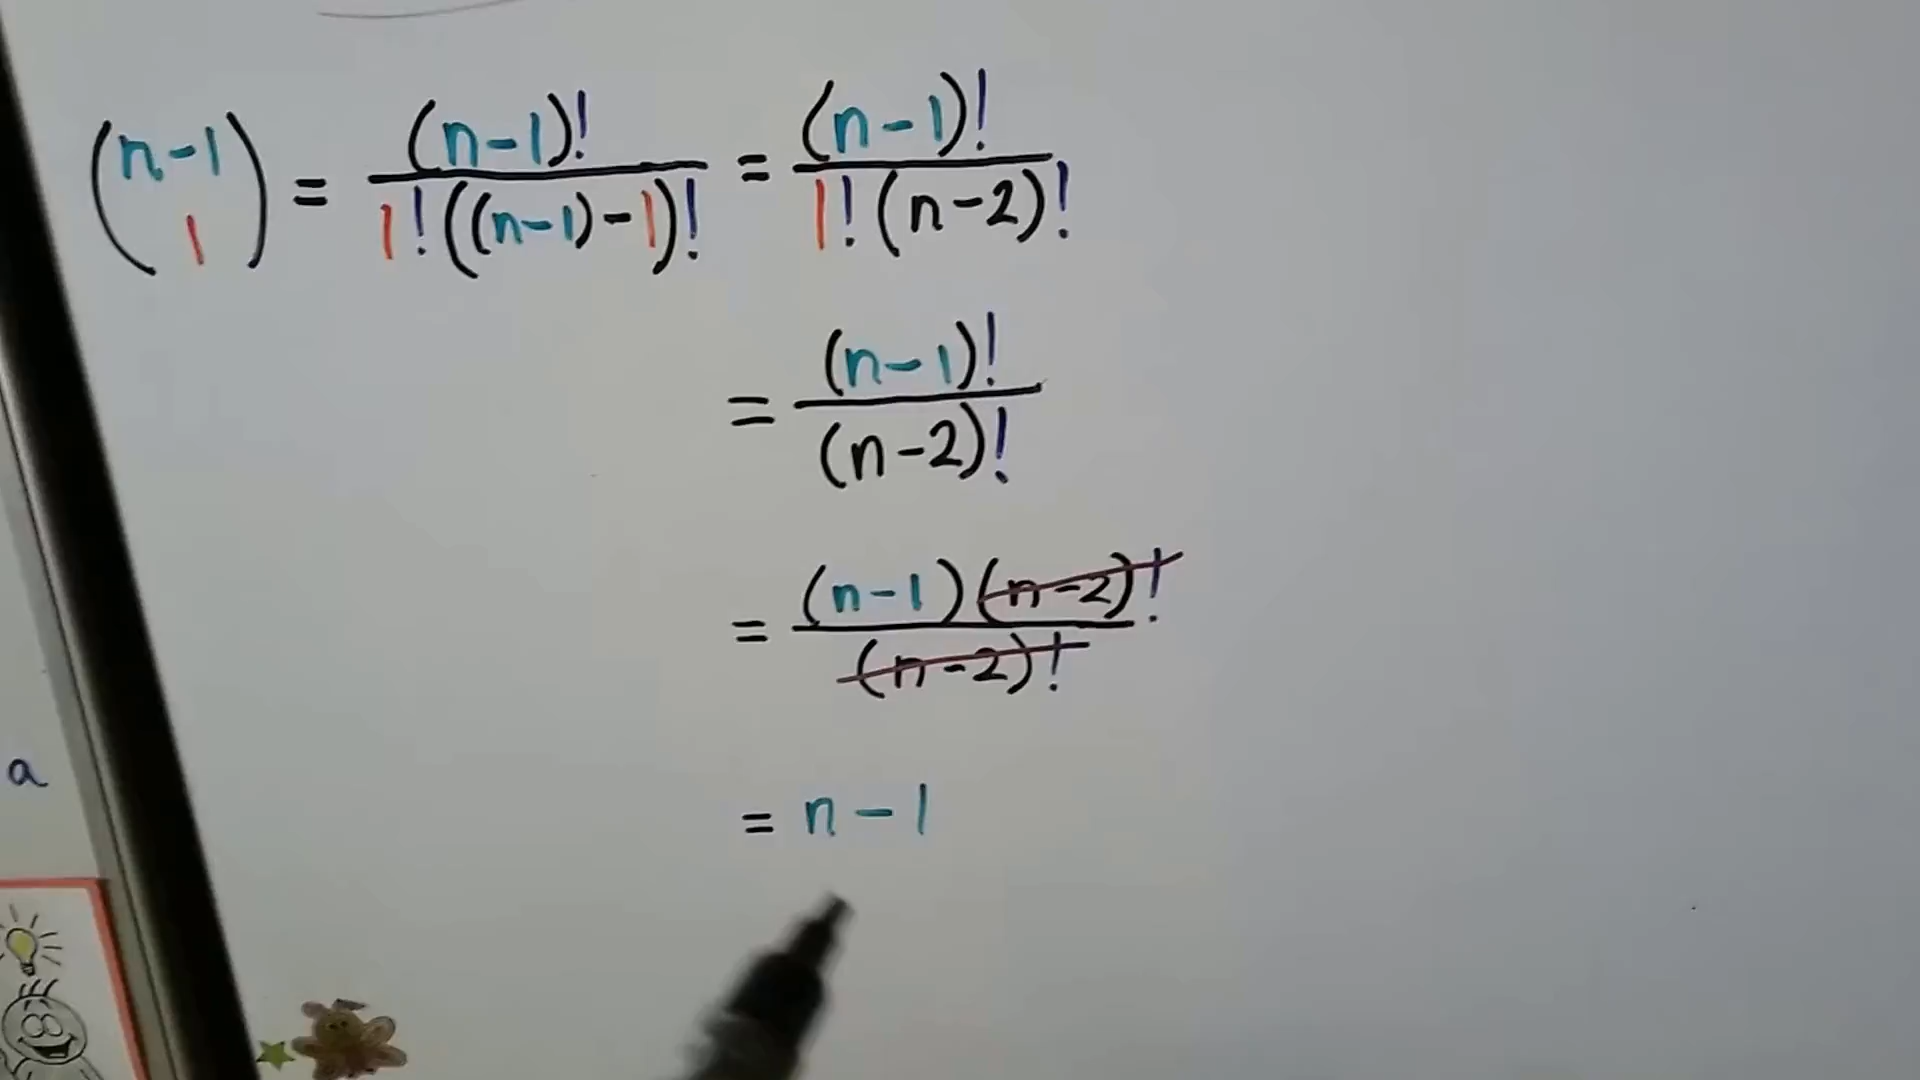 (n-1 1) = (n-1)! / 1!((n-1)-1)! = (n-1)! / 1!(n-2)!
= (n-1)! / (n-2)!
= (n-1)(n-2)! / (n-2)!
= n-1
a